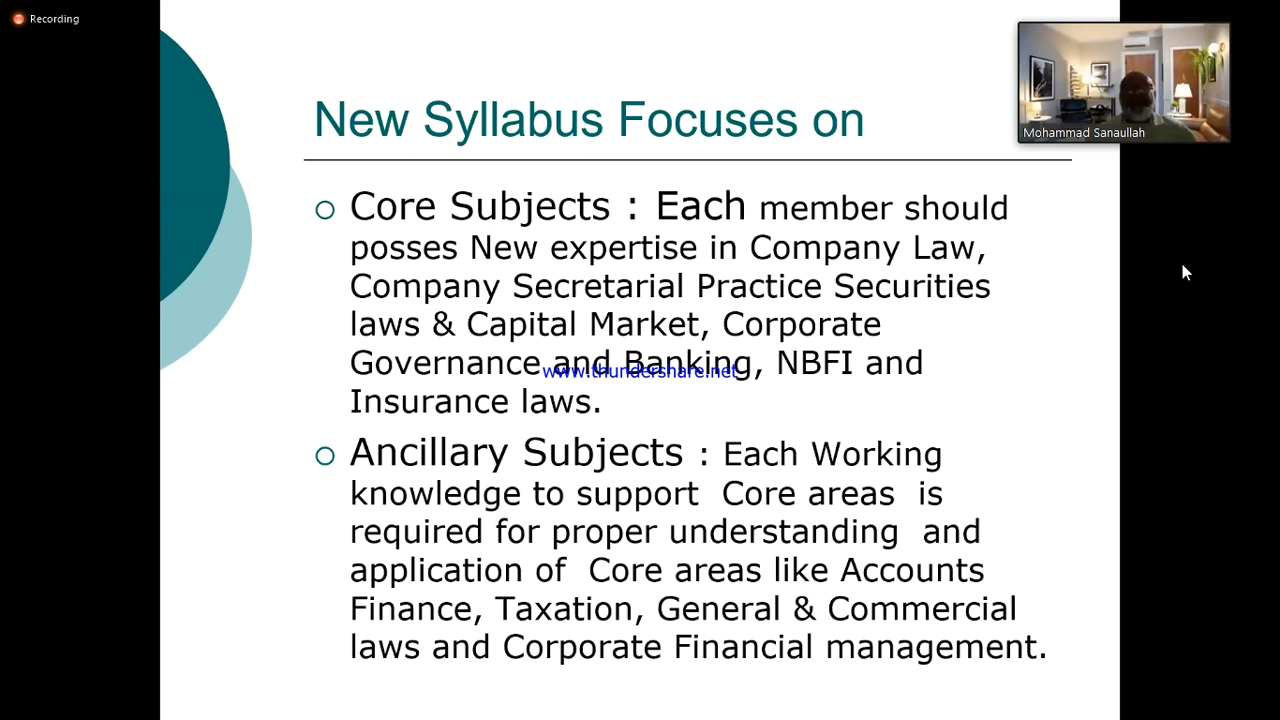 Recording
Mohammad Sanaullah
New Syllabus Focuses on
Core Subjects : Each member should
posses New expertise in Company Law,
Company Secretarial Practice Securities
laws & Capital Market, Corporate
Governance and Banking, NBFI and
www.thundershare.net
Insurance laws.
Ancillary Subjects : Each Working
knowledge to support Core areas is
required for proper understanding and
application of Core areas like Accounts
Finance, Taxation, General & Commercial
laws and Corporate Financial management.